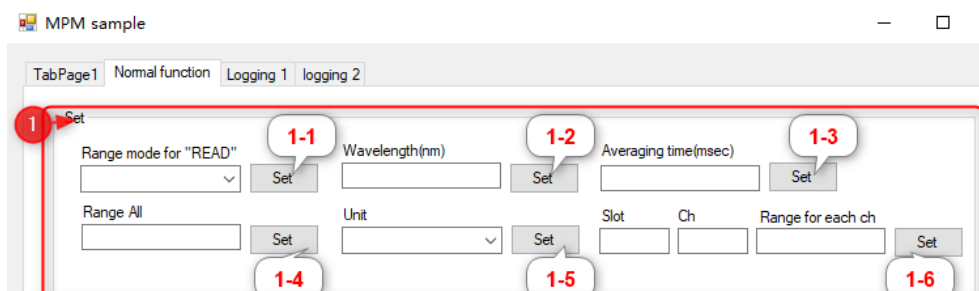 MPM sample
TabPage1 Normal function Logging 1 logging 2
1 Set
1-1 1-2 1-3
Range mode for "READ" Wavelength(nm) Averaging time(msec)
Set Set Set
Range All Unit Slot Ch Range for each ch
Set Set Set
1-4 1-5 1-6